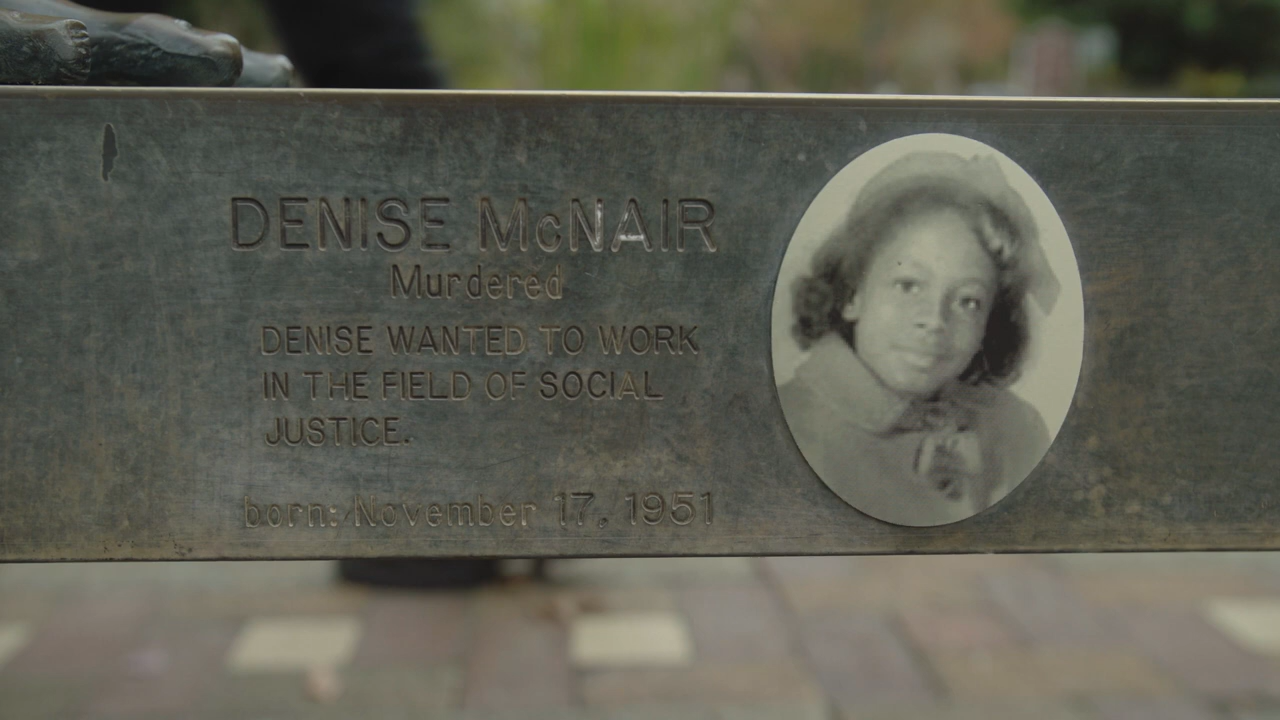 DENISE McNAIR
Murdered
DENISE WANTED TO WORK
IN THE FIELD OF SOCIAL
JUSTICE.
born: November 17, 1951